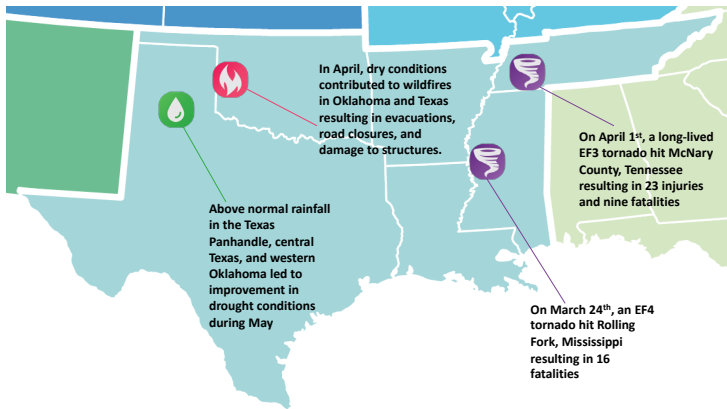 In April, dry conditions
contributed to wildfires
in Oklahoma and Texas
resulting in evacuations,
road closures, and
damage to structures.
On April 1st, a long-lived
EF3 tornado hit McNary
County, Tennessee
resulting in 23 injuries
and nine fatalities
Above normal rainfall
in the Texas
Panhandle, central
Texas, and western
Oklahoma led to
improvement in
drought conditions
during May
On March 24th, an EF4
tornado hit Rolling
Fork, Mississippi
resulting in 16
fatalities